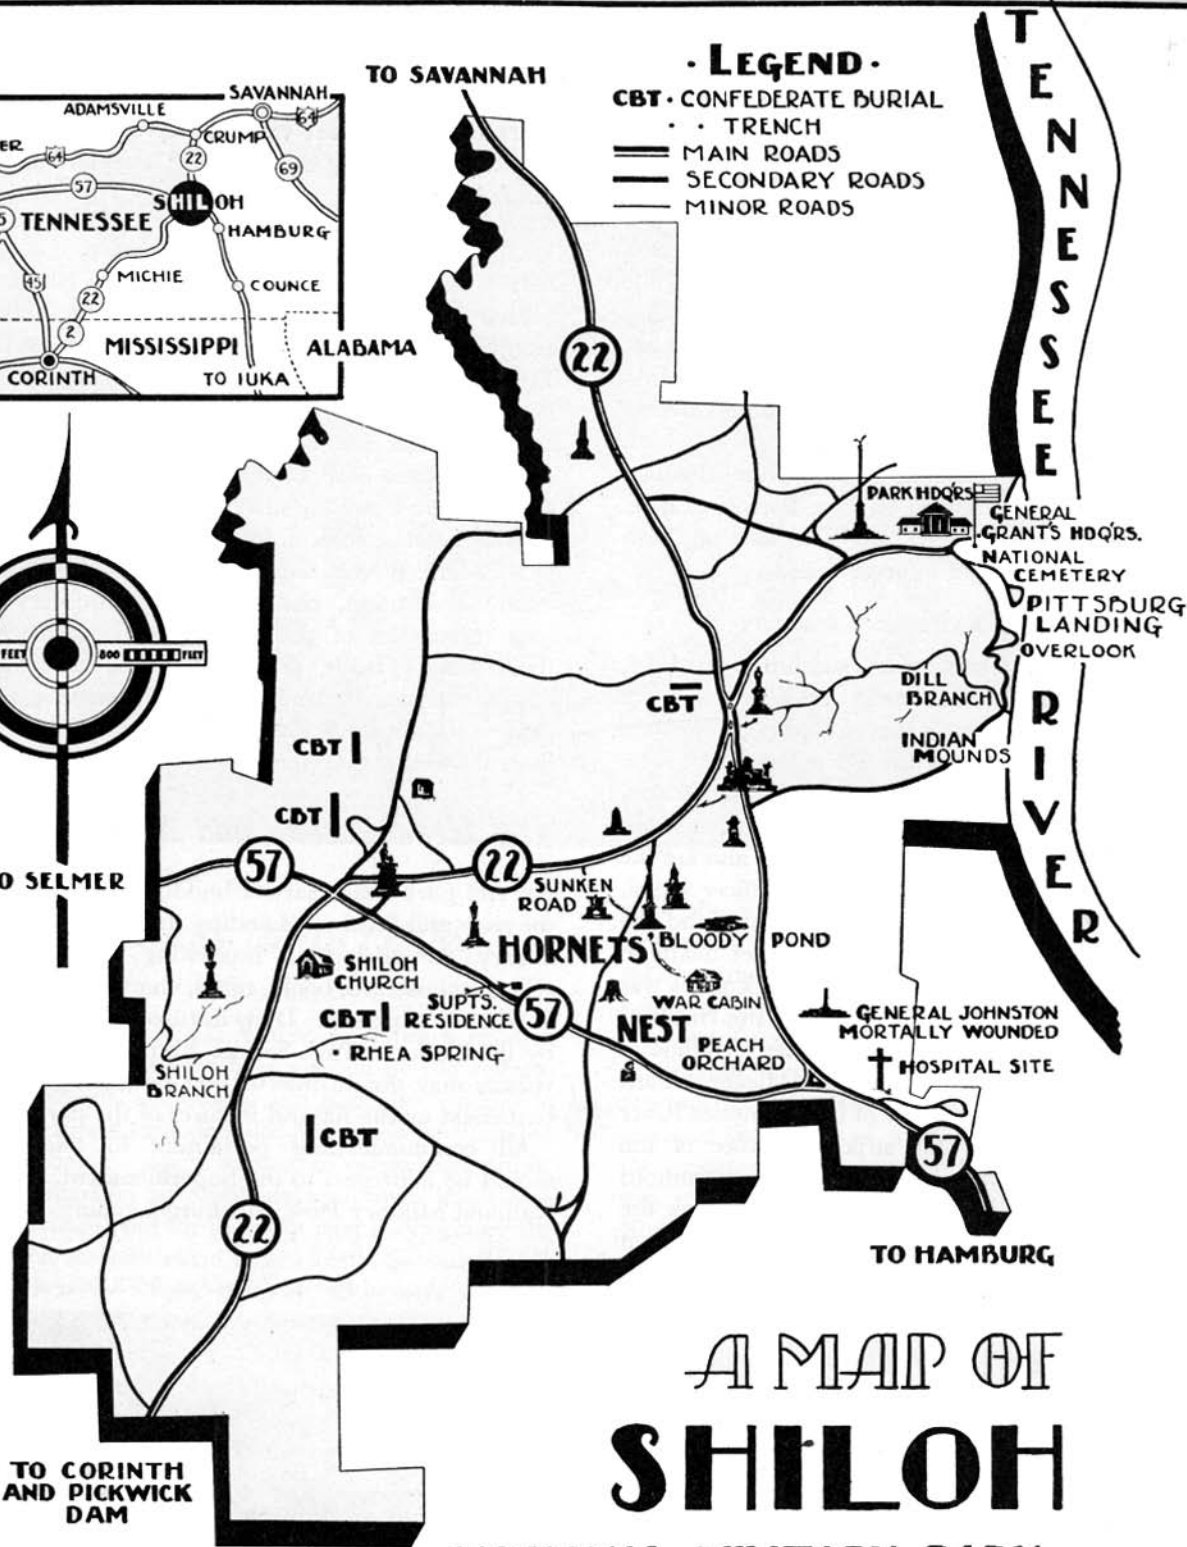 TO SAVANNAH
· LEGEND ·
CBT · CONFEDERATE BURIAL
· · TRENCH
MAIN ROADS
SECONDARY ROADS
MINOR ROADS
TENNESSEE RIVER
SAVANNAH
ADAMSVILLE
64
CRUMP
64
22
69
57
SHILOH
TENNESSEE
HAMBURG
45
MICHIE
COUNCE
22
2
MISSISSIPPI
ALABAMA
CORINTH
TO IUKA
22
PARK HDQ'RS
GENERAL
GRANT'S HDQ'RS.
NATIONAL
CEMETERY
PITTSBURG
LANDING
OVERLOOK
FEET
800
FEET
CBT
DILL
BRANCH
INDIAN
MOUNDS
CBT
CBT
57
22
SELMER
SUNKEN
ROAD
HORNETS'
BLOODY POND
SHILOH
CHURCH
SUPTS.
RESIDENCE
57
WAR CABIN
NEST
CBT
RHEA SPRING
PEACH
ORCHARD
GENERAL JOHNSTON
MORTALLY WOUNDED
HOSPITAL SITE
SHILOH
BRANCH
CBT
57
22
TO HAMBURG
A MAP OF
SHILOH
TO CORINTH
AND PICKWICK
DAM